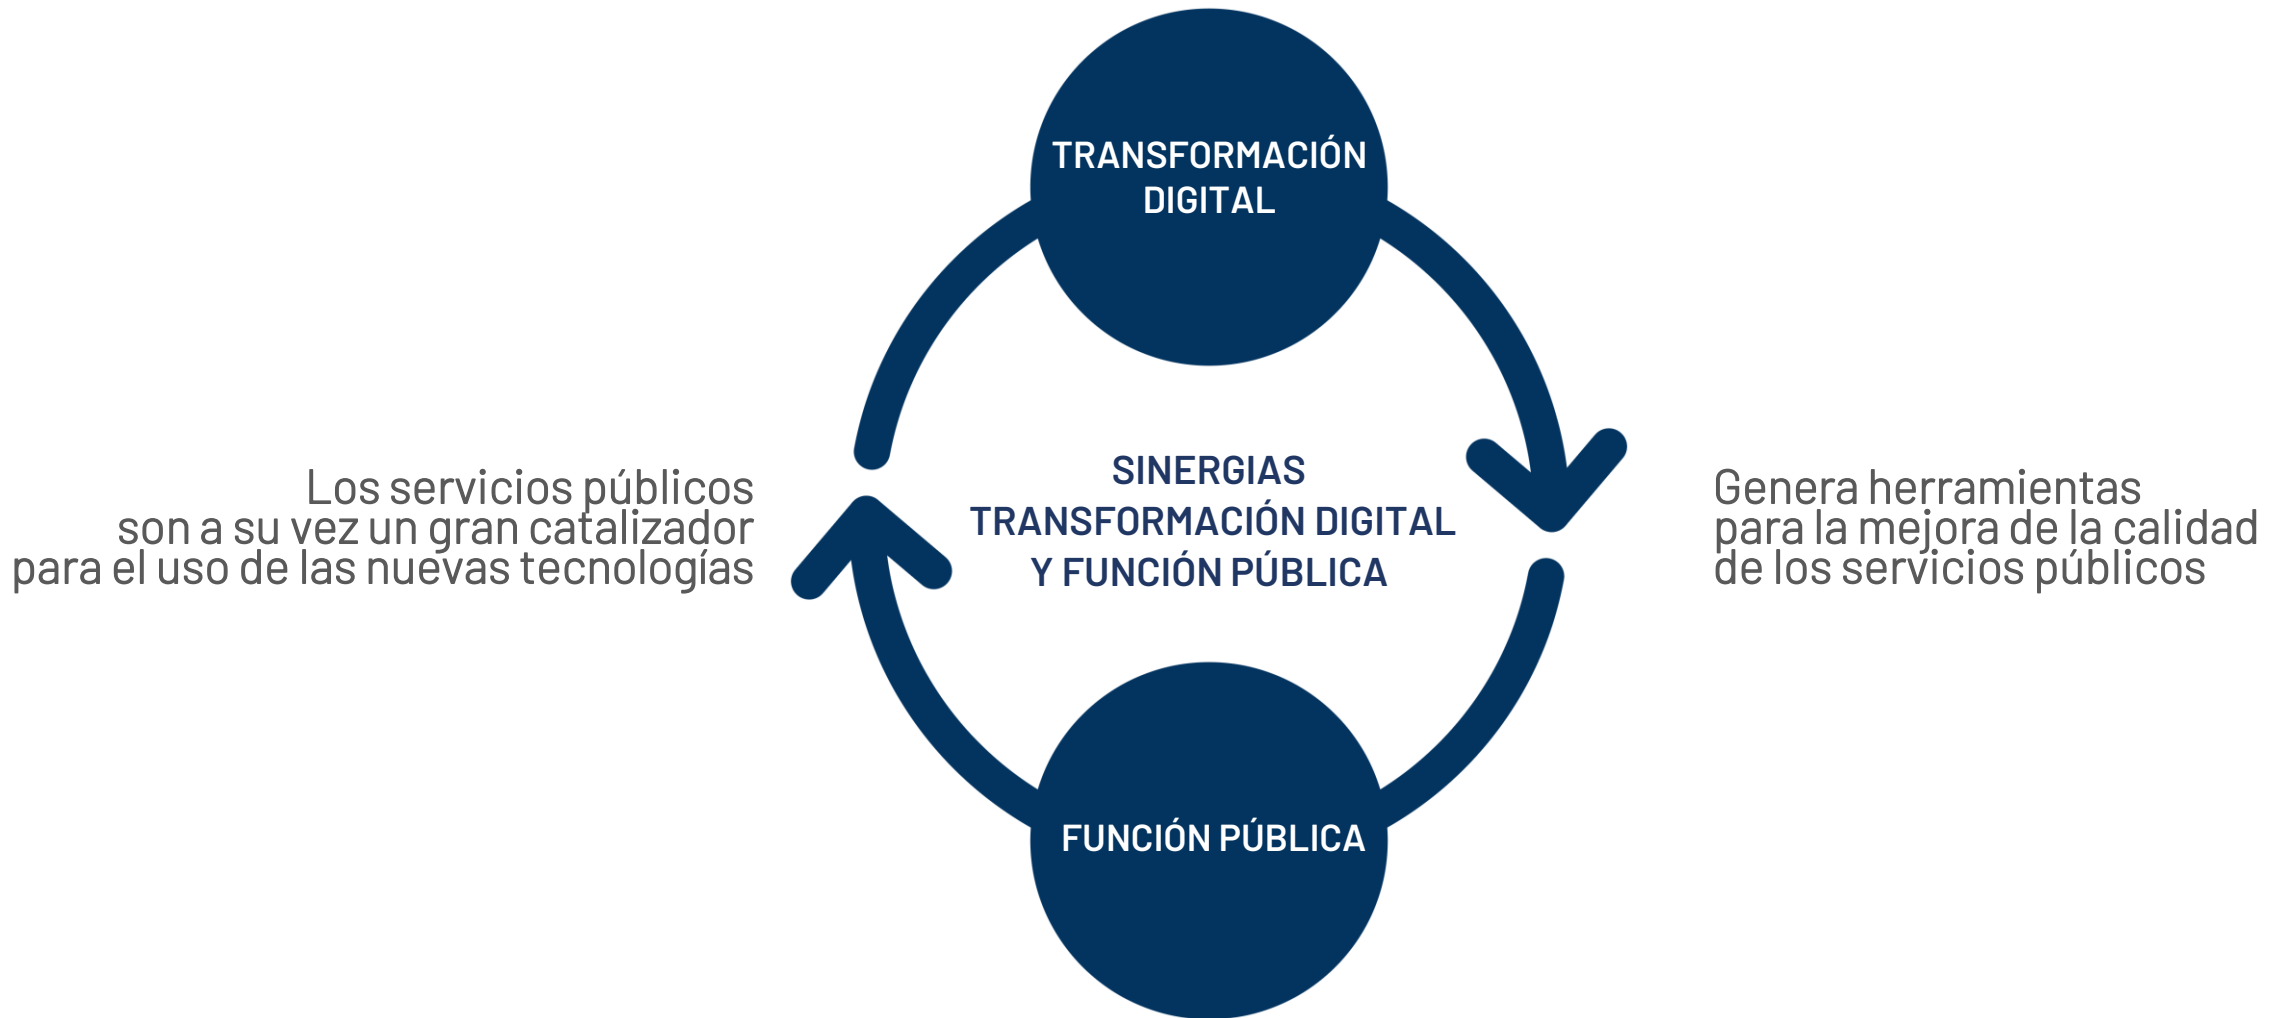 TRANSFORMACIÓN
DIGITAL
Los servicios públicos
son a su vez un gran catalizador
para el uso de las nuevas tecnologías
SINERGIAS
TRANSFORMACIÓN DIGITAL
Y FUNCIÓN PÚBLICA
Genera herramientas
para la mejora de la calidad
de los servicios públicos
FUNCIÓN PÚBLICA